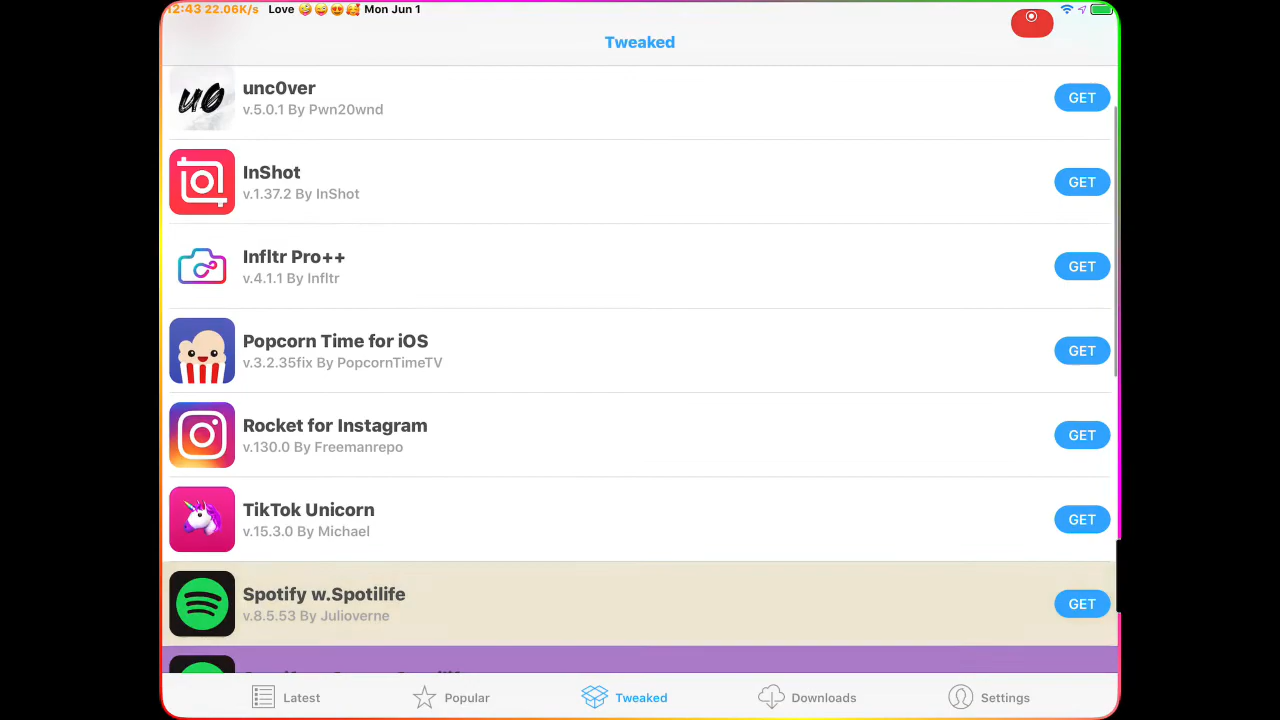 12:43 22.06K/s Love 🤪😜😍🥰 Mon Jun 1
Tweaked
u0
unc0ver
v.5.0.1 By Pwn20wnd
GET
InShot
v.1.37.2 By InShot
GET
Infltr Pro++
v.4.1.1 By Infltr
GET
Popcorn Time for iOS
v.3.2.35fix By PopcornTimeTV
GET
Rocket for Instagram
v.130.0 By Freemanrepo
GET
TikTok Unicorn
v.15.3.0 By Michael
GET
Spotify w.Spotilife
v.8.5.53 By Julioverne
GET
Latest
Popular
Tweaked
Downloads
Settings